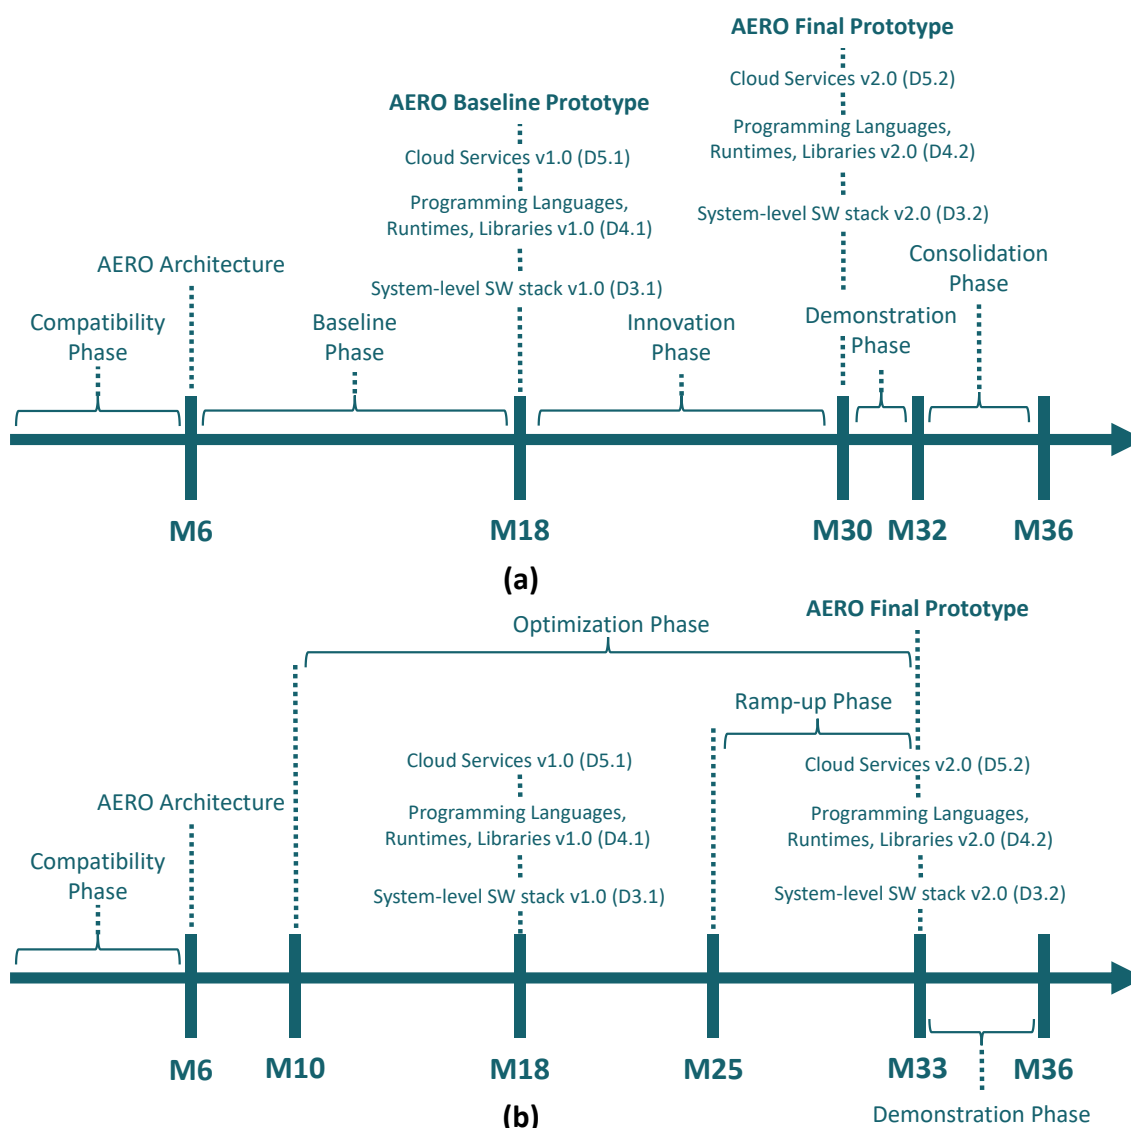 AERO Final Prototype
Cloud Services v2.0 (D5.2)
AERO Baseline Prototype
Programming Languages,
Runtimes, Libraries v2.0 (D4.2)
Cloud Services v1.0 (D5.1)
Programming Languages,
Runtimes, Libraries v1.0 (D4.1)
System-level SW stack v2.0 (D3.2)
AERO Architecture
Consolidation
Phase
System-level SW stack v1.0 (D3.1)
Compatibility
Phase
Baseline
Phase
Innovation
Phase
Demonstration
Phase
M6
M18
M30
M32
M36
(a)
AERO Final Prototype
Optimization Phase
Ramp-up Phase
Cloud Services v1.0 (D5.1)
Cloud Services v2.0 (D5.2)
AERO Architecture
Programming Languages,
Runtimes, Libraries v1.0 (D4.1)
Programming Languages,
Runtimes, Libraries v2.0 (D4.2)
Compatibility
Phase
System-level SW stack v1.0 (D3.1)
System-level SW stack v2.0 (D3.2)
M6
M10
M18
M25
M33
M36
Demonstration Phase
(b)